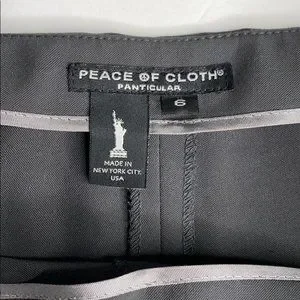 PEACE OF CLOTH®
PANTICULAR
6
MADE IN
NEW YORK CITY
USA